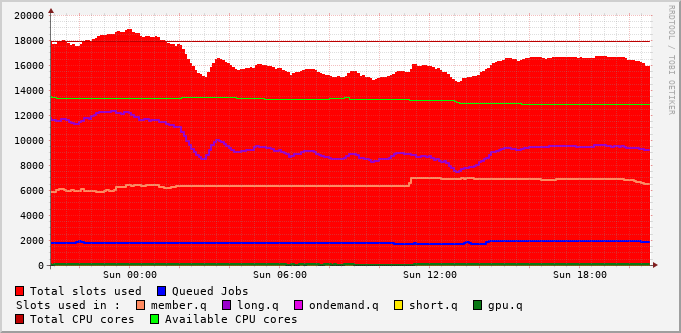 20000
18000
16000
14000
12000
10000
8000
6000
4000
2000
0
Sun 00:00 Sun 06:00 Sun 12:00 Sun 18:00
RRDTOOL / TOBI OETIKER
Total slots used Queued Jobs
Slots used in : member.q long.q ondemand.q short.q gpu.q
Total CPU cores Available CPU cores